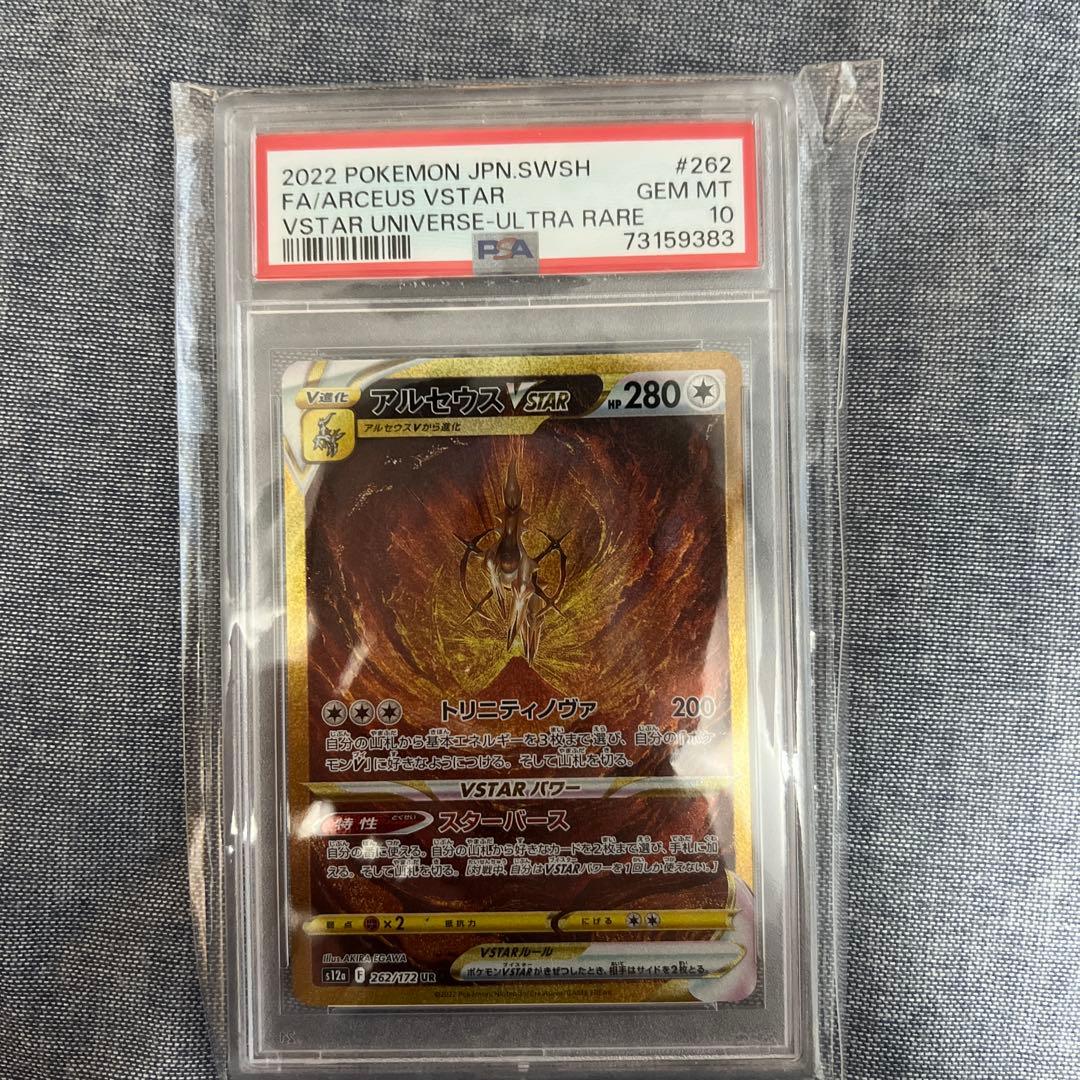 2022 POKEMON JPN.SWSH #262
FA/ARCEUS VSTAR GEM MT
VSTAR UNIVERSE-ULTRA RARE 10
PSA 73159383
V進化 アルセウス VSTAR HP 280
アルセウスVから進化
トリニティノヴァ 200
自分の山札から基本エネルギーを3枚まで選び、自分の「ポケ
モンV」に好きなようにつける。そして山札を切る。
VSTARパワー
特性 スターバース
自分の番に使える。自分の山札から好きなカードを2枚まで選び、手札に加
える。そして山札を切る。[対戦中、自分はVSTARパワーを1回しか使えない。]
弱点 ×2 抵抗力 にげる
Illus.AKIRA EGAWA VSTARルール
ポケモンVSTARがきぜつしたとき、相手はサイドを2枚とる。
s12a F 262/172 UR
©2022 Pokémon/Nintendo/Creatures/GAME FREAK